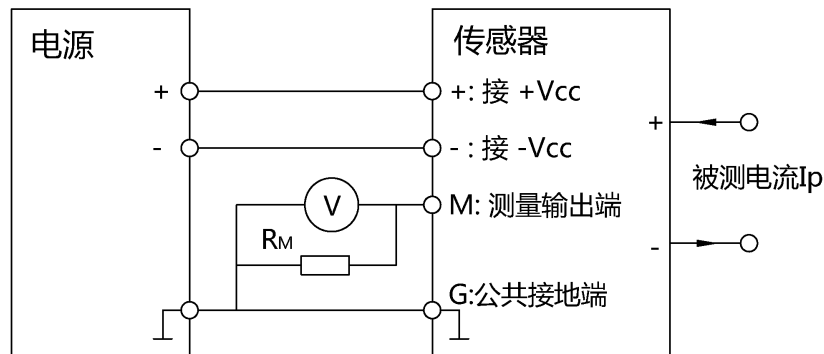 电源
传感器
+
+: 接 +Vcc
-
- : 接 -Vcc
+
被测电流Ip
-
V
M: 测量输出端
RM
G:公共接地端